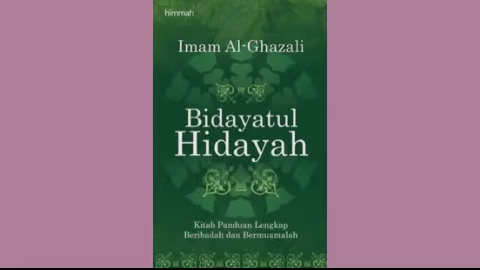 himmah
Imam Al-Ghazali
Bidayatul
Hidayah
Kitab Panduan Lengkap
Beribadah dan Bermuamalah